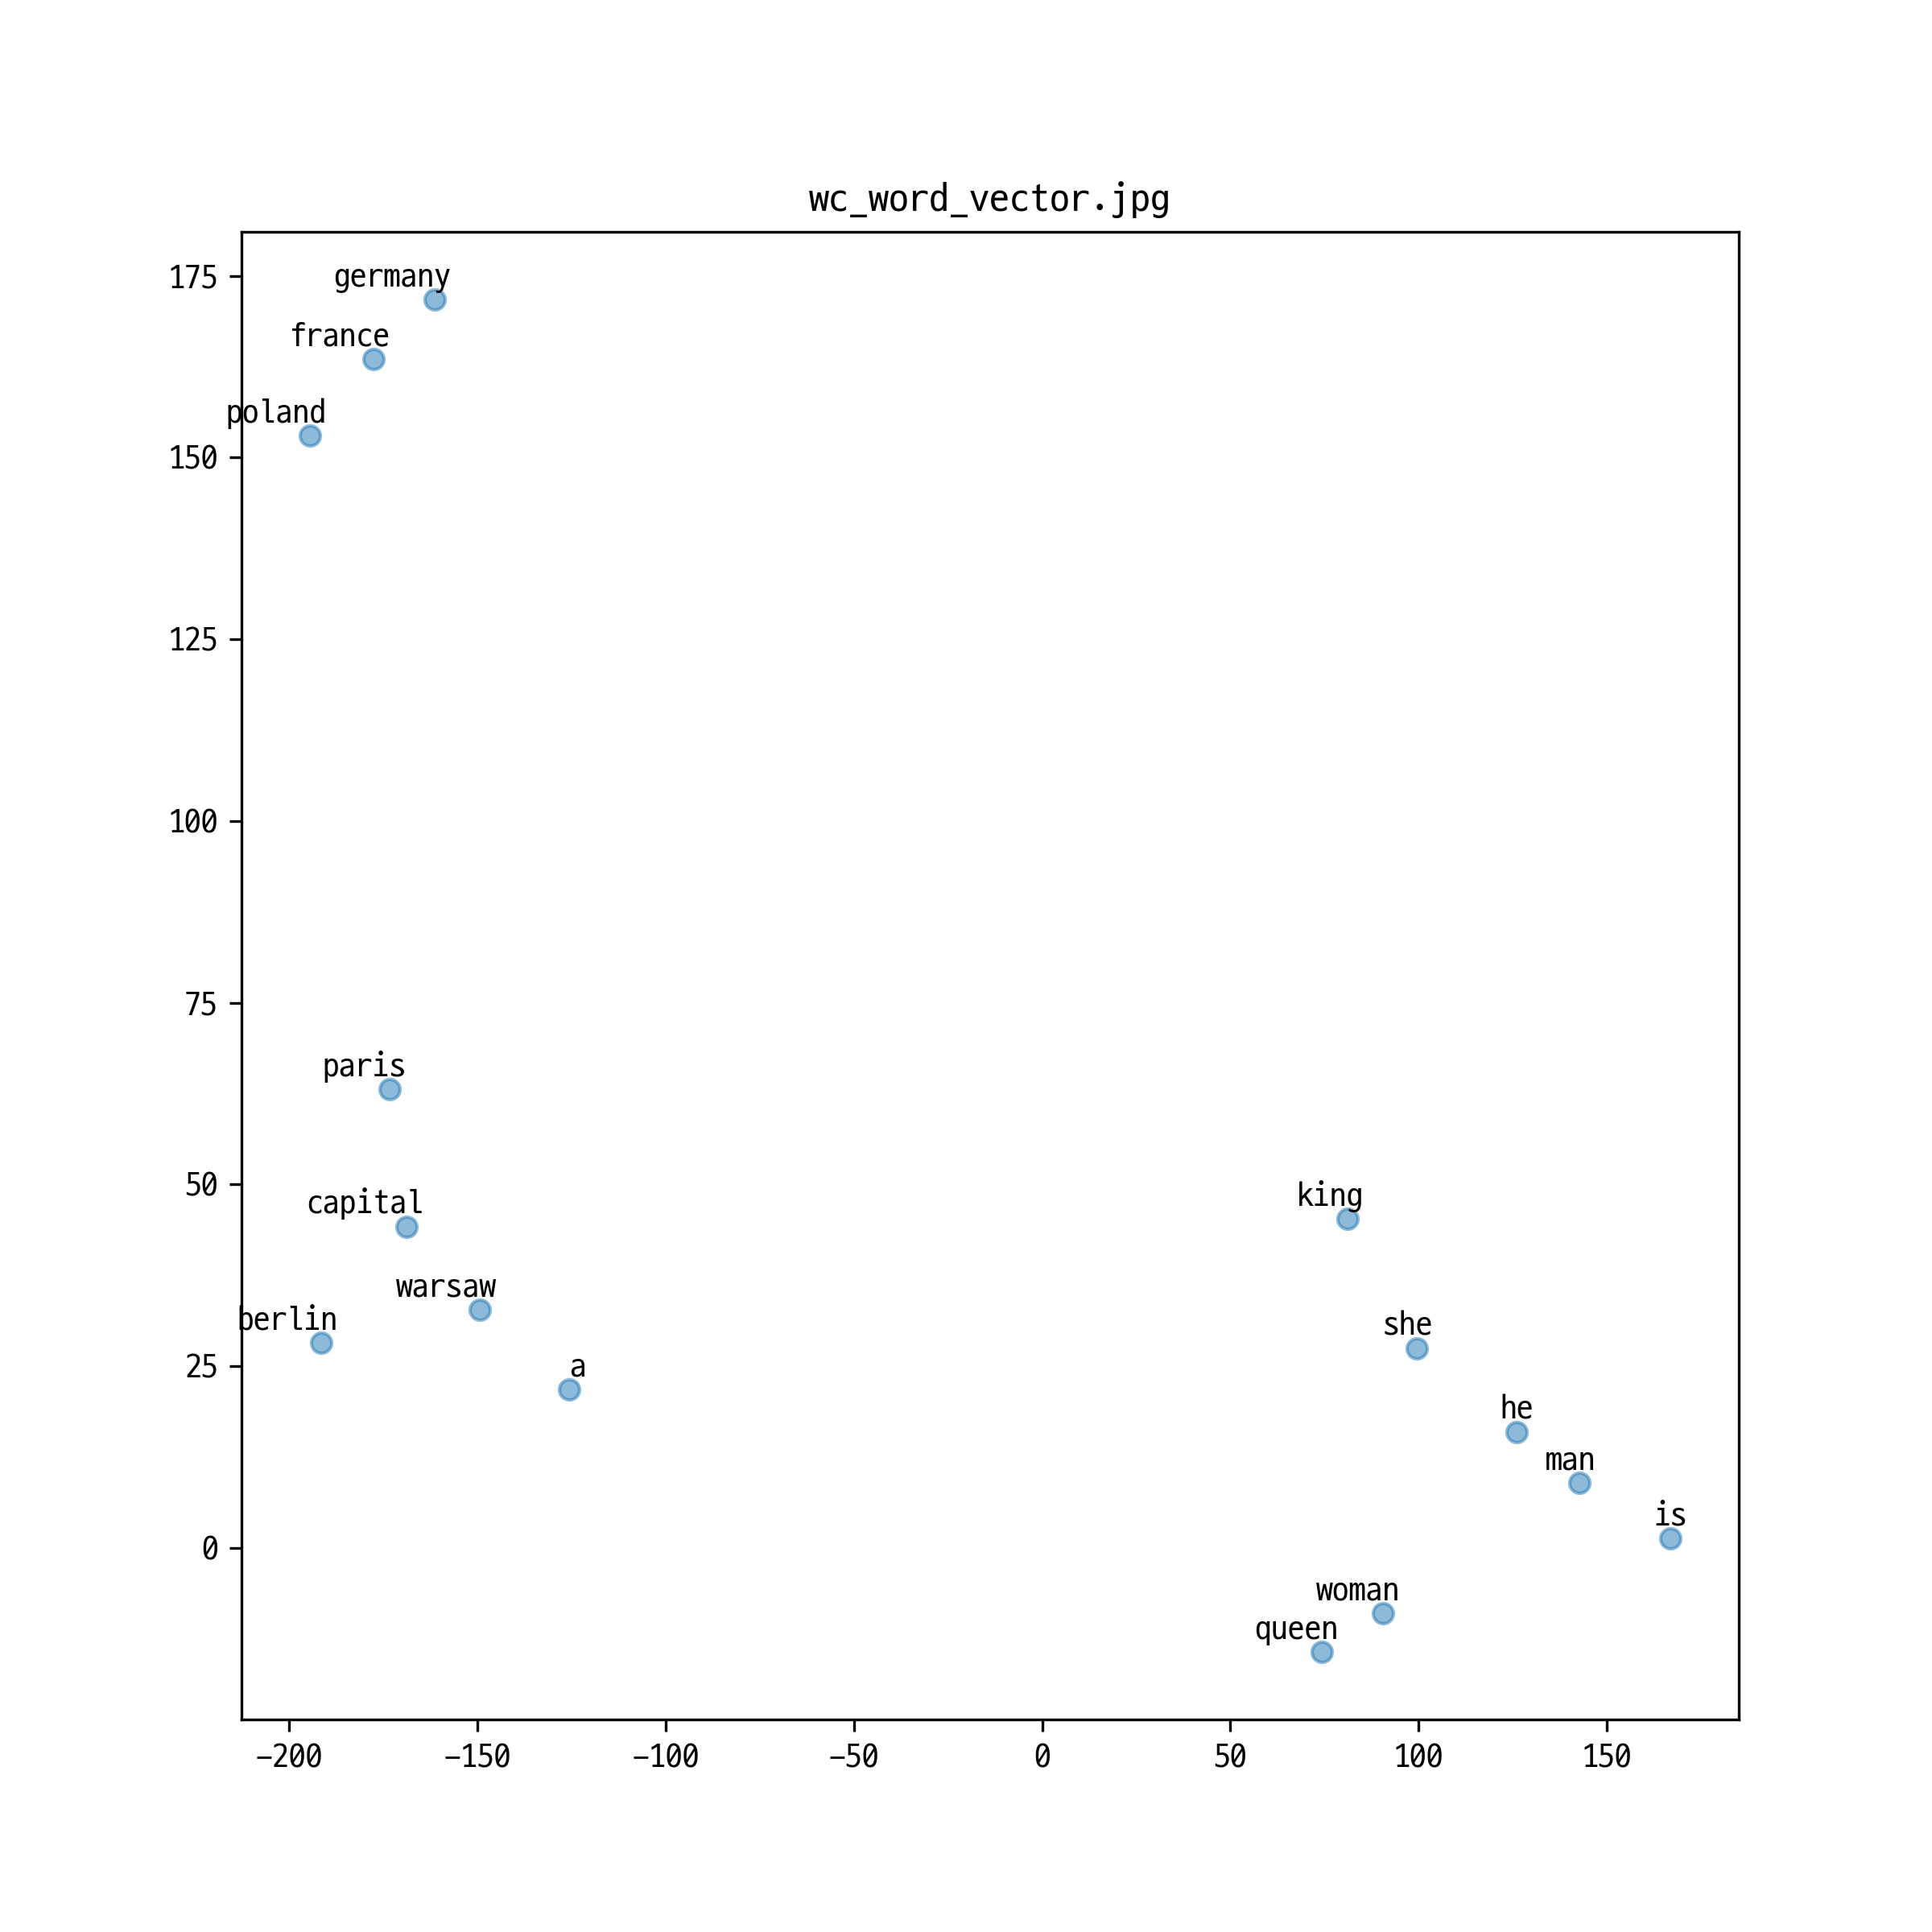 wc_word_vector.jpg
175
germany
france
poland
150
125
100
75
paris
50
capital
king
warsaw
berlin
she
25
a
he
man
is
0
woman
queen
−200 −150 −100 −50 0 50 100 150